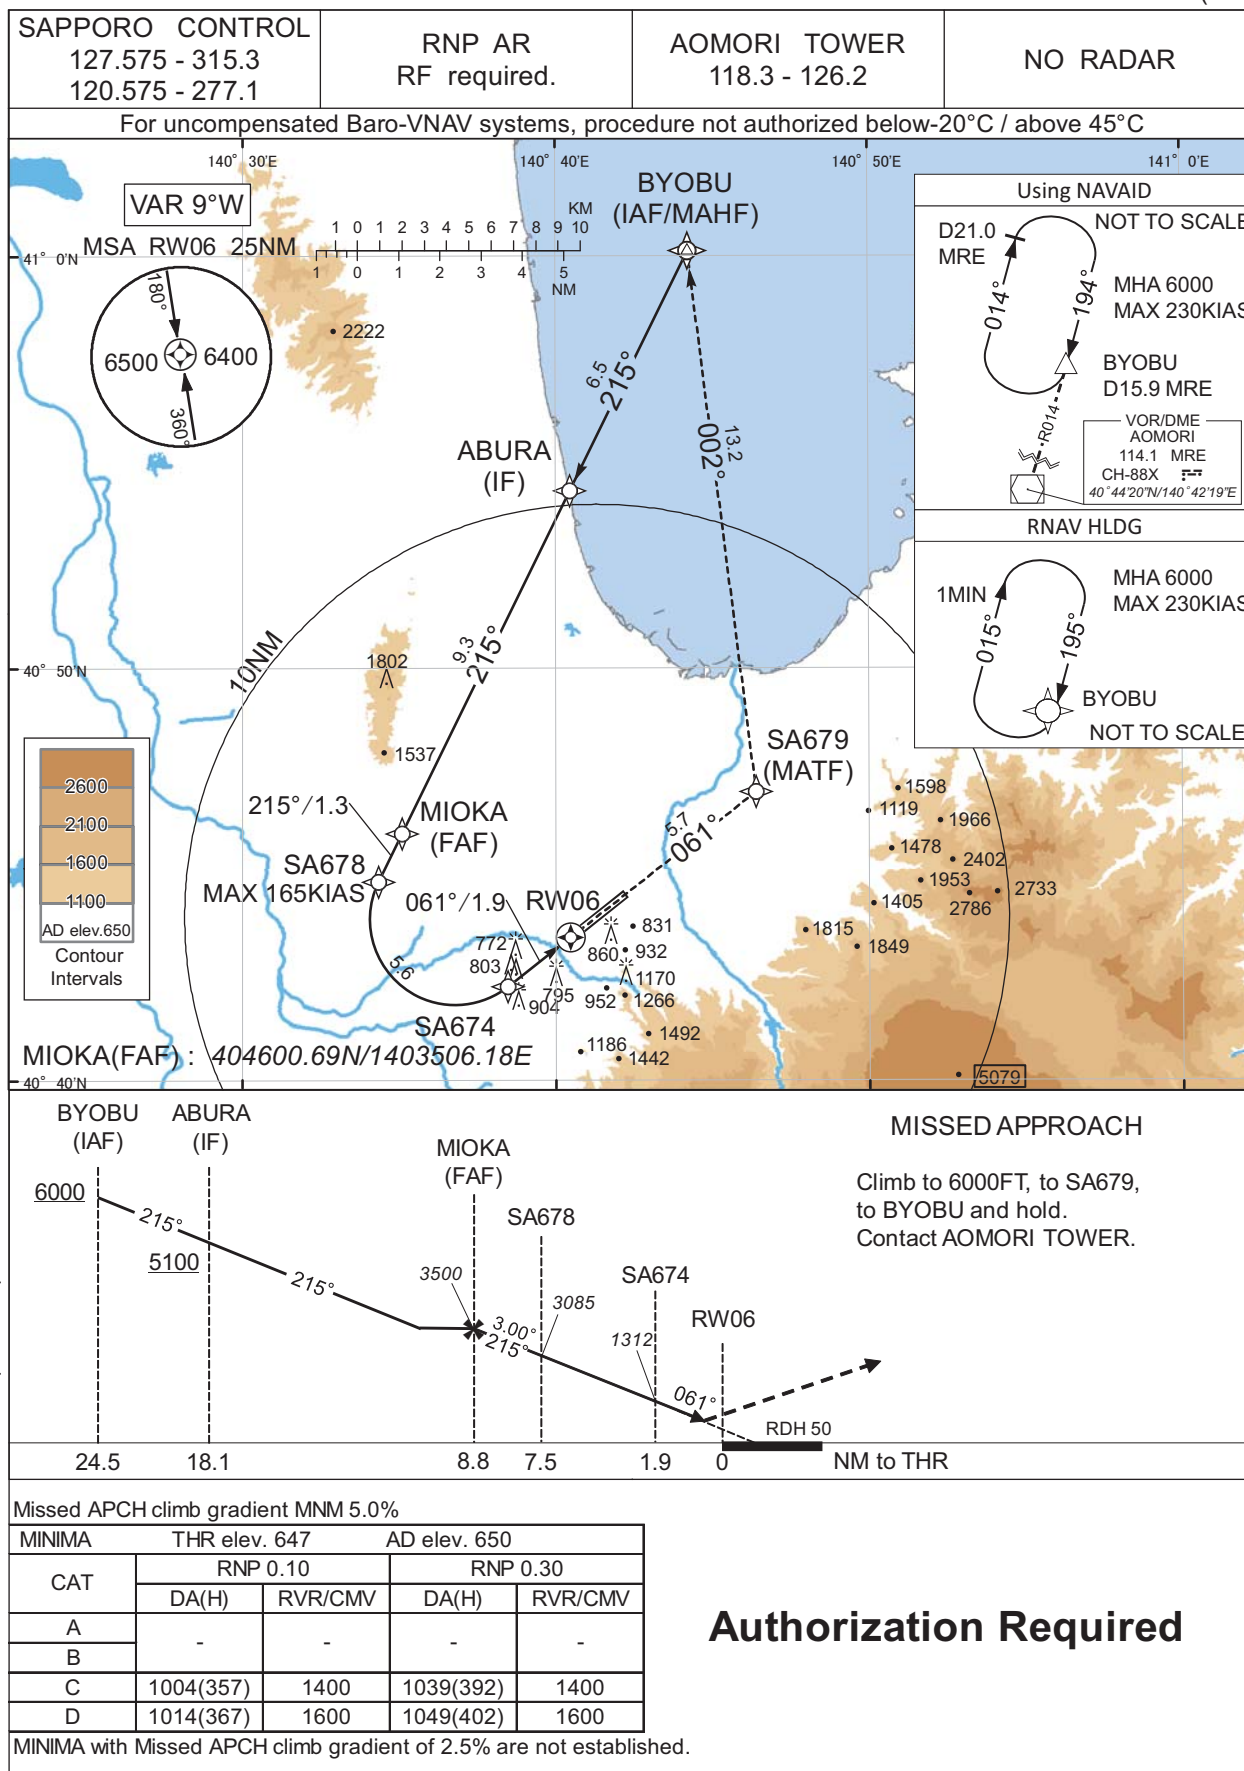 SAPPORO CONTROL
127.575 - 315.3
120.575 - 277.1
RNP AR
RF required.
AOMORI TOWER
118.3 - 126.2
NO RADAR
For uncompensated Baro-VNAV systems, procedure not authorized below-20°C / above 45°C
140° 30'E
140° 40'E
140° 50'E
141° 0'E
VAR 9°W
MSA RW06 25NM
41° 0'N
180°
6500
6400
360°
KM
1 0 1 2 3 4 5 6 7 8 9 10
1 0 1 2 3 4 5
NM
2222
BYOBU
(IAF/MAHF)
6.5
215°
13.2
002°
ABURA
(IF)
Using NAVAID
NOT TO SCALE
D21.0
MRE
014°
194°
MHA 6000
MAX 230KIAS
BYOBU
D15.9 MRE
R014
VOR/DME
AOMORI
114.1 MRE
CH-88X
40°44'20"N/140°42'19"E
RNAV HLDG
1MIN
015°
195°
MHA 6000
MAX 230KIAS
BYOBU
NOT TO SCALE
10NM
9.3
215°
40° 50'N
1802
1537
SA679
(MATF)
215°/1.3
MIOKA
(FAF)
SA678
MAX 165KIAS
5.7
061°
061°/1.9
RW06
5.6
SA674
2600
2100
1600
1100
AD elev.650
Contour
Intervals
772
803
904
795
860
831
932
1170
952
1266
1492
1186
1442
1598
1119
1966
1478
2402
1953
2733
1405
2786
1815
1849
5079
MIOKA(FAF) : 404600.69N/1403506.18E
40° 40'N
BYOBU
(IAF)
ABURA
(IF)
MIOKA
(FAF)
SA678
SA674
RW06
6000
215°
5100
215°
3500
3.00°
215°
3085
1312
061°
RDH 50
24.5 18.1 8.8 7.5 1.9 0 NM to THR
MISSED APPROACH
Climb to 6000FT, to SA679,
to BYOBU and hold.
Contact AOMORI TOWER.
Missed APCH climb gradient MNM 5.0%
MINIMA THR elev. 647 AD elev. 650
CAT RNP 0.10 RNP 0.30
DA(H) RVR/CMV DA(H) RVR/CMV
A
- - - -
B
C 1004(357) 1400 1039(392) 1400
D 1014(367) 1600 1049(402) 1600
MINIMA with Missed APCH climb gradient of 2.5% are not established.
Authorization Required